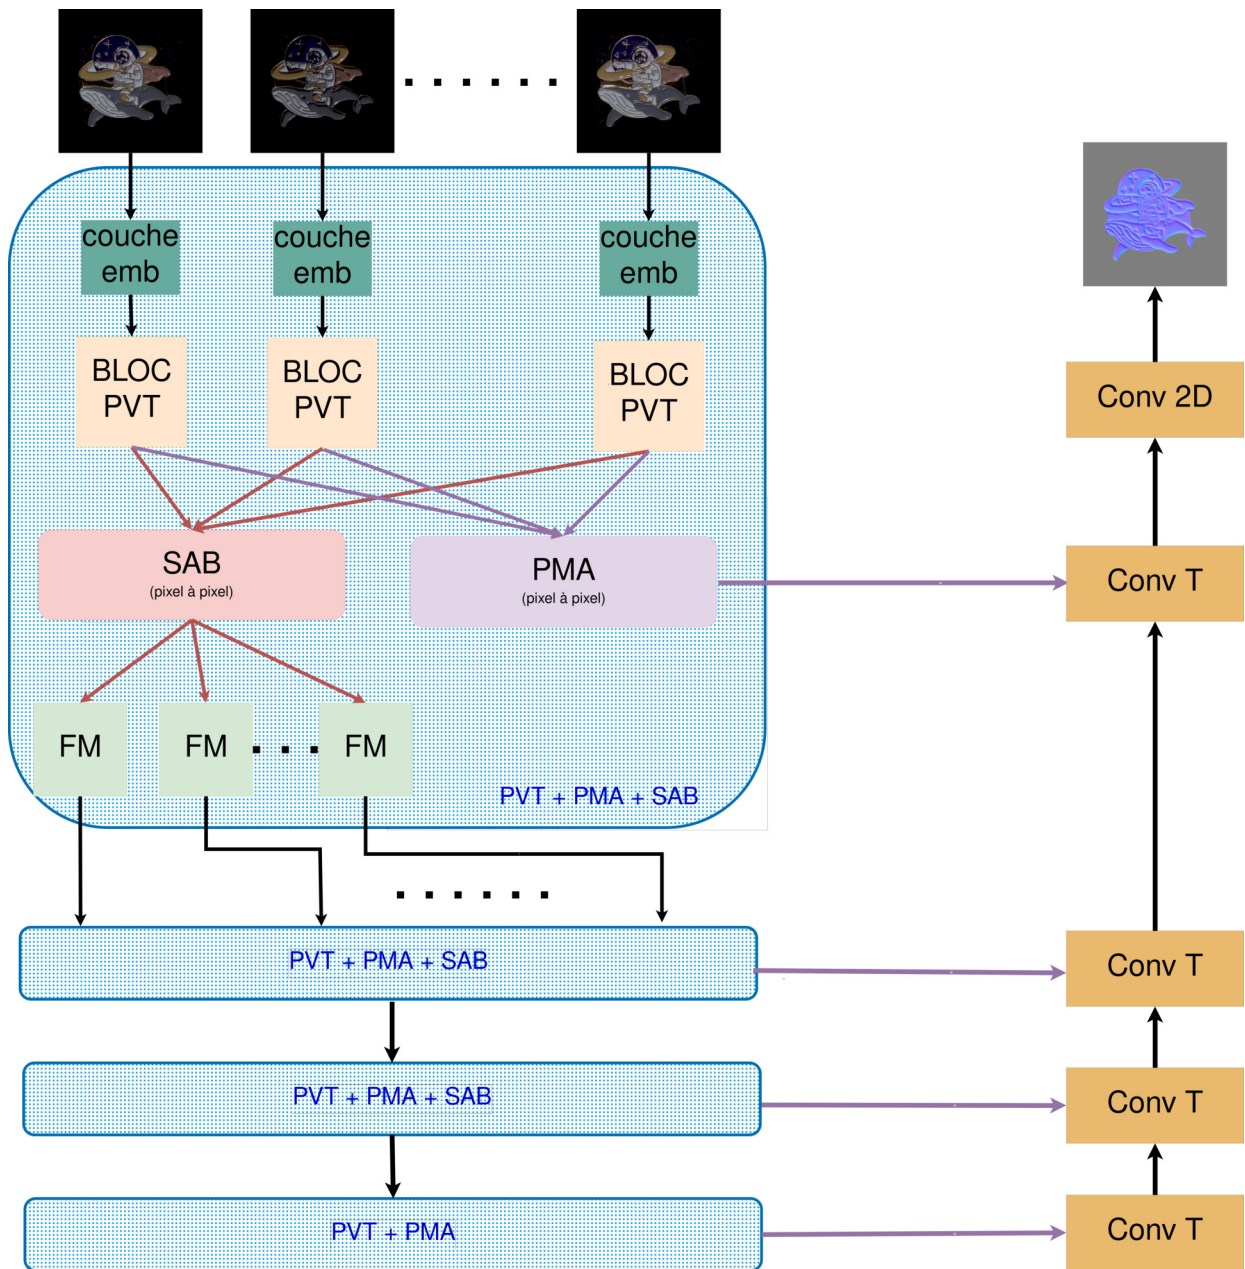 couche
emb
couche
emb
couche
emb
BLOC
PVT
BLOC
PVT
BLOC
PVT
Conv 2D
SAB
(pixel à pixel)
PMA
(pixel à pixel)
Conv T
FM
FM
FM
PVT + PMA + SAB
PVT + PMA + SAB
Conv T
PVT + PMA + SAB
Conv T
PVT + PMA
Conv T